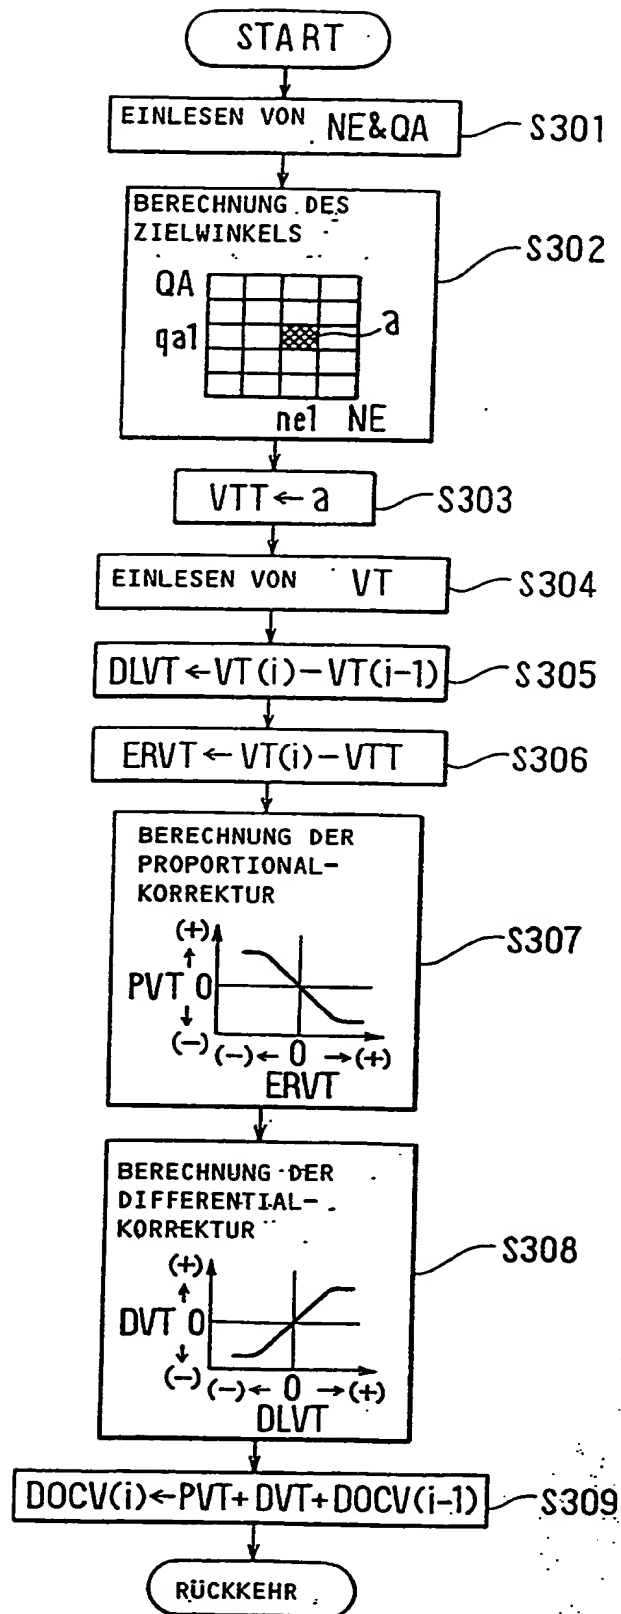 START
EINLESEN VON NE&QA
S301
BERECHNUNG DES
ZIELWINKELS
S302
QA
qa1
a
ne1 NE
VTT←a
S303
EINLESEN VON VT
S304
DLVT←VT(i)−VT(i−1)
S305
ERVT←VT(i)−VTT
S306
BERECHNUNG DER
PROPORTIONAL-
KORREKTUR
S307
(+)
↑
PVT 0
↓
(−) (−)← 0 →(+)
ERVT
BERECHNUNG DER
DIFFERENTIAL-
KORREKTUR
S308
(+)
↑
DVT 0
↓
(−) (−)← 0 →(+)
DLVT
DOCV(i)←PVT+DVT+DOCV(i−1)
S309
RÜCKKEHR